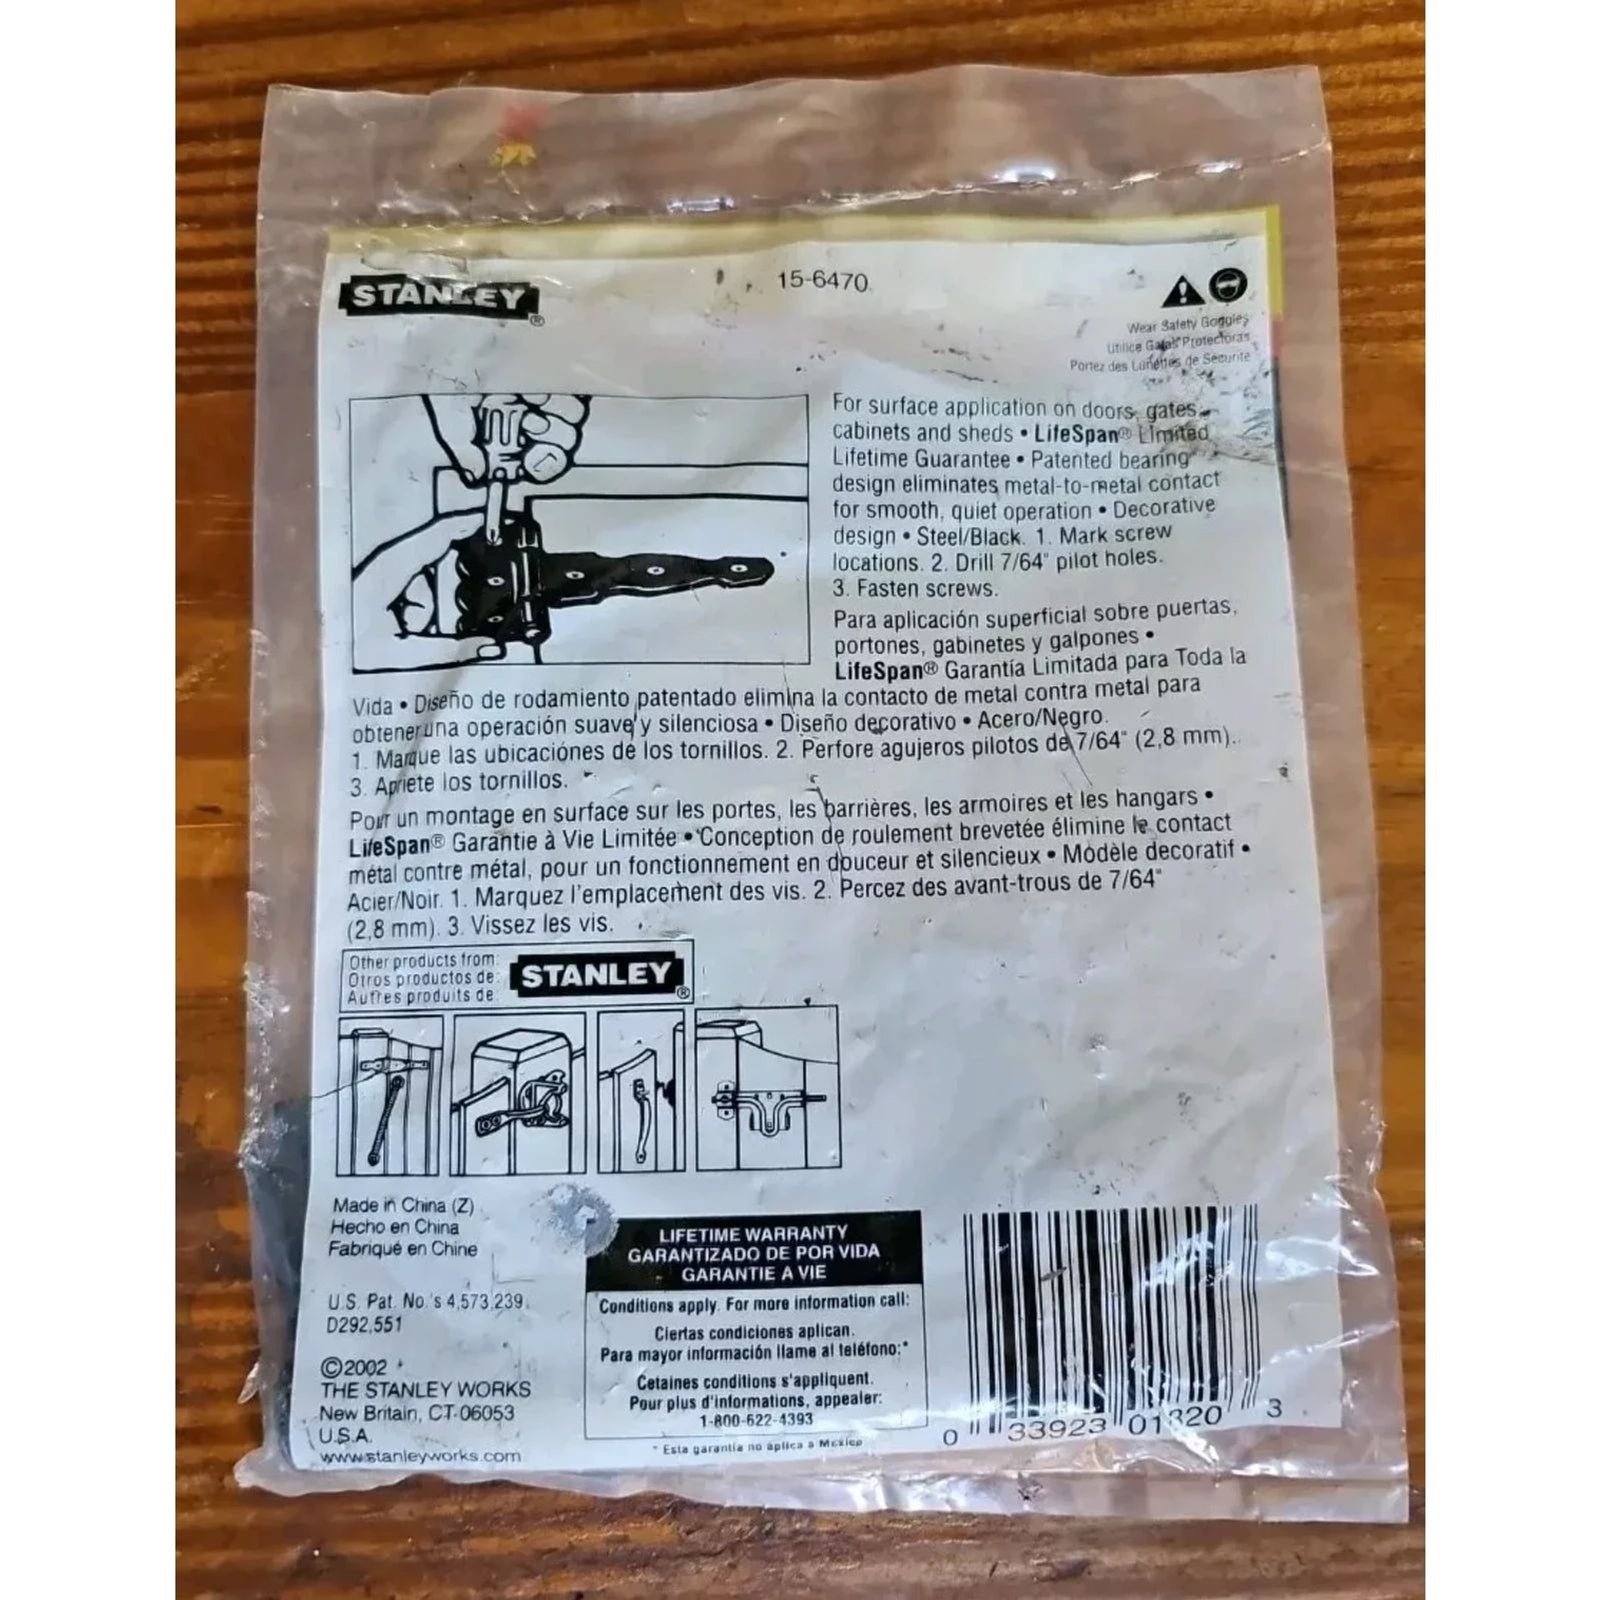 STANLEY®
15-6470
Wear Safety Goggles
Utilice Gafas Protectoras
Portez des Lunettes de Sécurité
For surface application on doors, gates,
cabinets and sheds • LifeSpan® Limited
Lifetime Guarantee • Patented bearing
design eliminates metal-to-metal contact
for smooth, quiet operation • Decorative
design • Steel/Black. 1. Mark screw
locations. 2. Drill 7/64" pilot holes.
3. Fasten screws.
Para aplicación superficial sobre puertas,
portones, gabinetes y galpones •
LifeSpan® Garantía Limitada para Toda la
Vida • Diseño de rodamiento patentado elimina la contacto de metal contra metal para
obtener una operación suave y silenciosa • Diseño decorativo • Acero/Negro.
1. Marque las ubicaciónes de los tornillos. 2. Perfore agujeros pilotos de 7/64" (2,8 mm).
3. Apriete los tornillos.
Pour un montage en surface sur les portes, les barrières, les armoires et les hangars •
LifeSpan® Garantie à Vie Limitée • Conception de roulement brevetée élimine le contact
métal contre métal, pour un fonctionnement en douceur et silencieux • Modèle decoratif •
Acier/Noir. 1. Marquez l'emplacement des vis. 2. Percez des avant-trous de 7/64"
(2,8 mm). 3. Vissez les vis.
Other products from:
Otros productos de:
Autres produits de:
STANLEY®
Made in China (Z)
Hecho en China
Fabriqué en Chine
U.S. Pat. No.'s 4,573,239,
D292,551
©2002
THE STANLEY WORKS
New Britain, CT 06053
U.S.A.
www.stanleyworks.com
LIFETIME WARRANTY
GARANTIZADO DE POR VIDA
GARANTIE A VIE
Conditions apply. For more information call:
Ciertas condiciones aplican.
Para mayor información llame al teléfono:*
Cetaines conditions s'appliquent.
Pour plus d'informations, appealer:
1-800-622-4393
* Esta garantía no aplica a Mexico
0 33923 01320 3